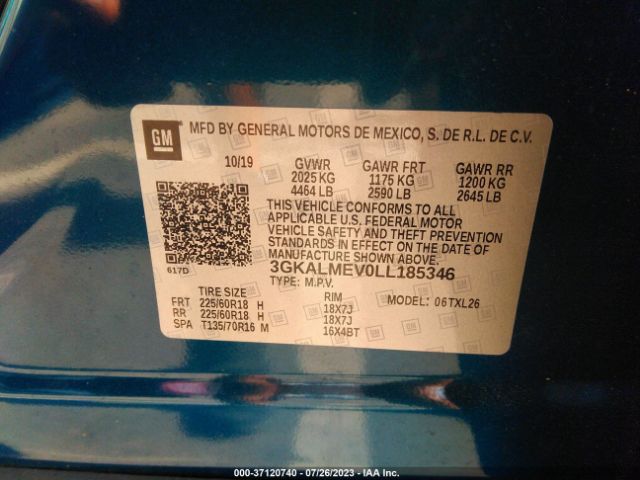 GM
MFD BY GENERAL MOTORS DE MEXICO, S. DE R.L. DE C.V.
10/19 GVWR GAWR FRT GAWR RR
2025 KG 1175 KG 1200 KG
4464 LB 2590 LB 2645 LB
THIS VEHICLE CONFORMS TO ALL
APPLICABLE U.S. FEDERAL MOTOR
VEHICLE SAFETY AND THEFT PREVENTION
STANDARDS IN EFFECT ON THE DATE OF
MANUFACTURE SHOWN ABOVE.
617D
3GKALMEV0LL185346
TYPE: M.P.V.
TIRE SIZE RIM MODEL: 06TXL26
FRT 225/60R18 H 18X7J
RR 225/60R18 H 18X7J
SPA T135/70R16 M 16X4BT
000-37120740 - 07/26/2023 - IAA Inc.